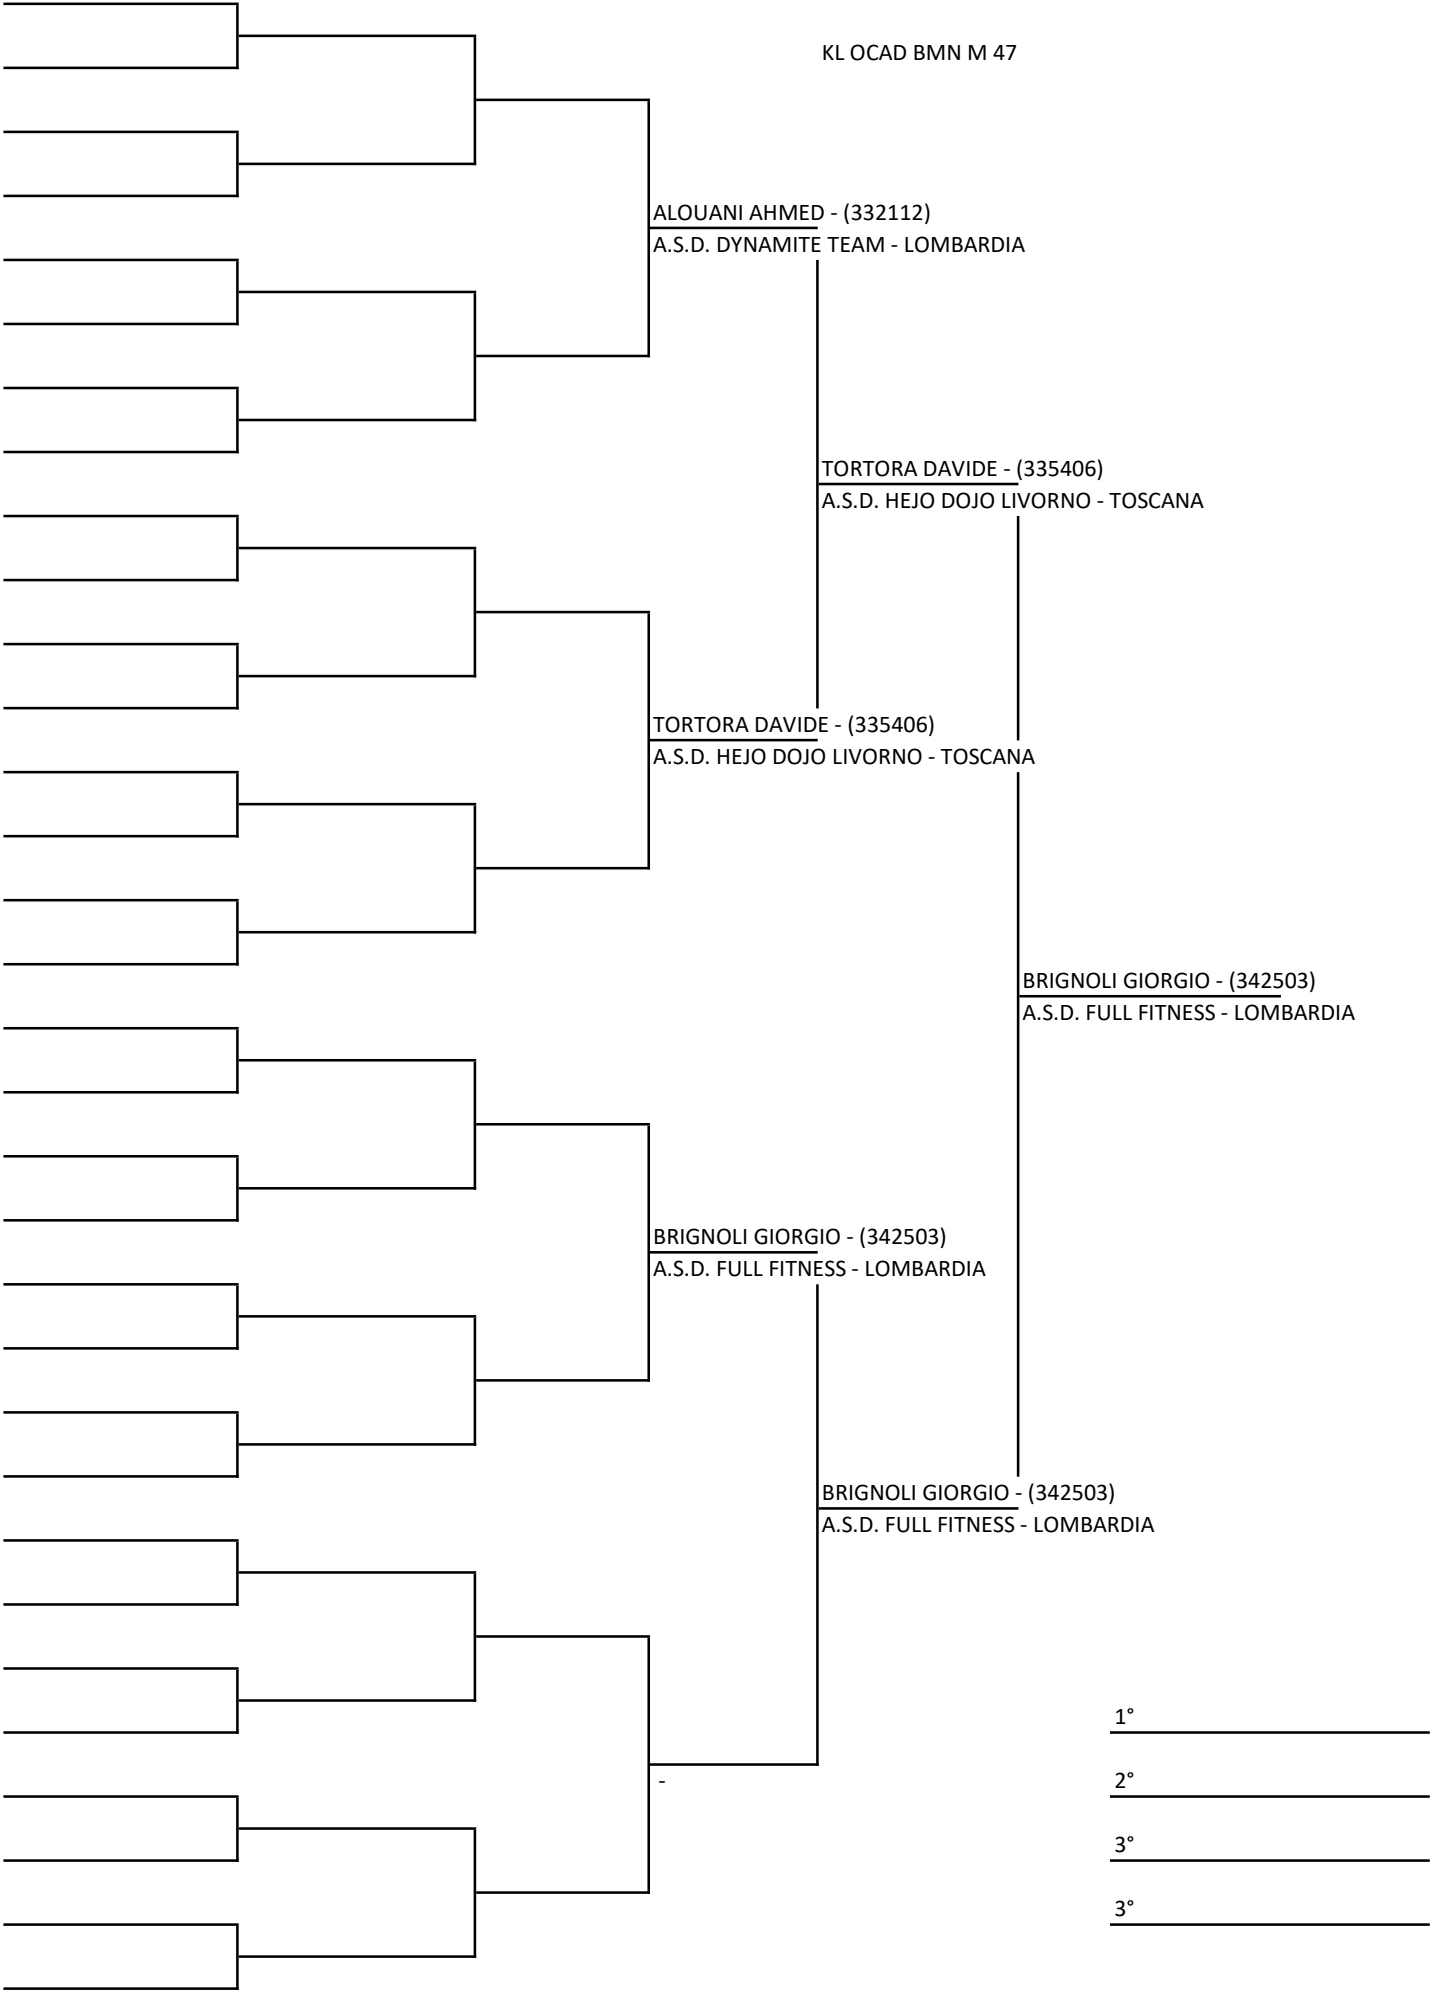 KL OCAD BMN M 47
ALOUANI AHMED - (332112)
A.S.D. DYNAMITE TEAM - LOMBARDIA
TORTORA DAVIDE - (335406)
A.S.D. HEJO DOJO LIVORNO - TOSCANA
TORTORA DAVIDE - (335406)
A.S.D. HEJO DOJO LIVORNO - TOSCANA
BRIGNOLI GIORGIO - (342503)
A.S.D. FULL FITNESS - LOMBARDIA
BRIGNOLI GIORGIO - (342503)
A.S.D. FULL FITNESS - LOMBARDIA
BRIGNOLI GIORGIO - (342503)
A.S.D. FULL FITNESS - LOMBARDIA
1°
-
2°
3°
3°